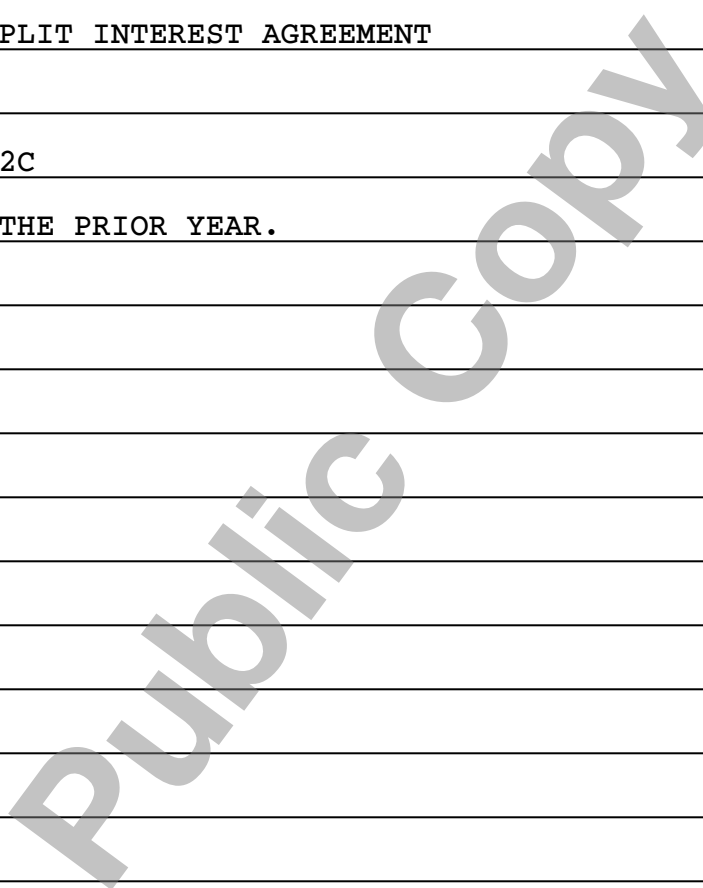 PLIT INTEREST AGREEMENT
2C
THE PRIOR YEAR.
Public Copy